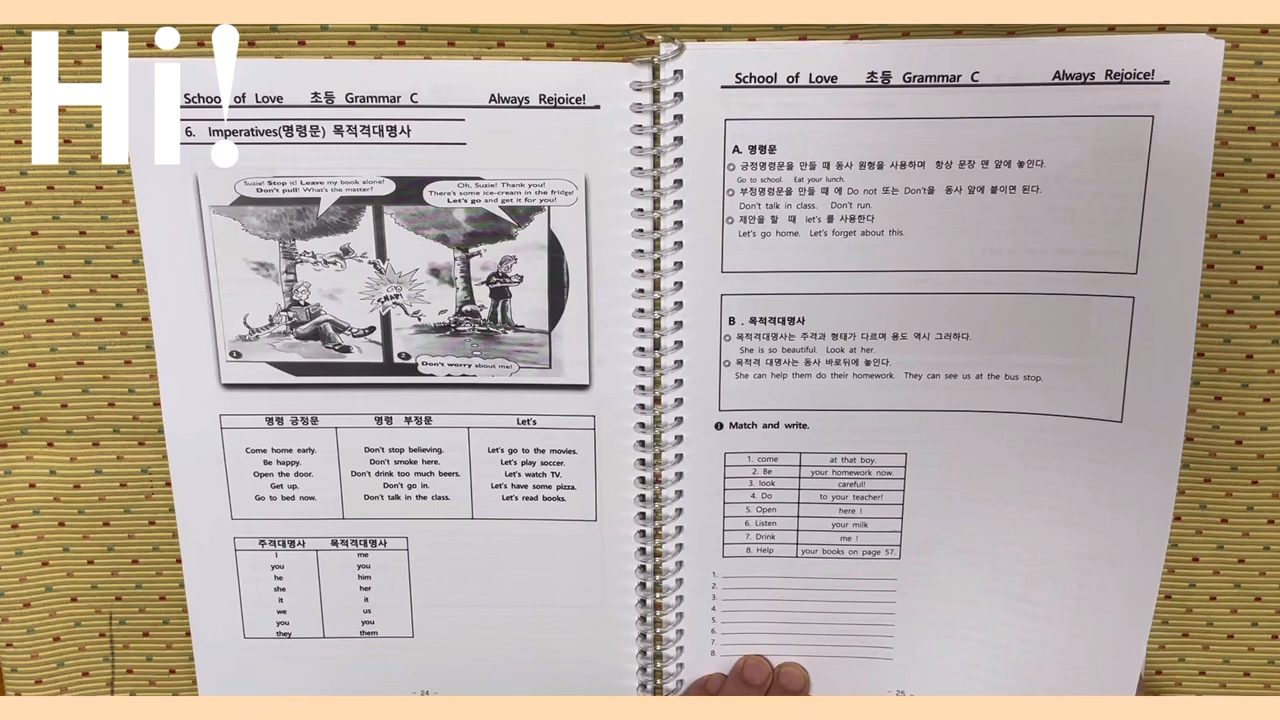 Hi!
School of Love 초등 Grammar C Always Rejoice!
6. Imperatives(명령문) 목적격대명사
Suzie! Stop it! Leave my book alone!
Don't pull! What's the matter?
Oh, Suzie! Thank you!
There's some ice-cream in the fridge!
Let's go and get it for you!
SNAP!
1
2
Don't worry about me!
명령 긍정문 명령 부정문 Let's
Come home early. Don't stop believing. Let's go to the movies.
Be happy. Don't smoke here. Let's play soccer.
Open the door. Don't drink too much beers. Let's watch TV.
Get up. Don't go in. Let's have some pizza.
Go to bed now. Don't talk in the class. Let's read books.
주격대명사 목적격대명사
I me
you you
he him
she her
it it
we us
you you
they them
- 24 -
School of Love 초등 Grammar C Always Rejoice!
A. 명령문
◎ 긍정명령문을 만들 때 동사 원형을 사용하며 항상 문장 맨 앞에 놓인다.
Go to school. Eat your lunch.
◎ 부정명령문을 만들 때 에 Do not 또는 Don't을 동사 앞에 붙이면 된다.
Don't talk in class. Don't run.
◎ 제안을 할 때 let's 를 사용한다
Let's go home. Let's forget about this.
B . 목적격대명사
◎ 목적격대명사는 주격과 형태가 다르며 용도 역시 그러하다.
She is so beautiful. Look at her.
◎ 목적격 대명사는 동사 바로뒤에 놓인다.
She can help them do their homework. They can see us at the bus stop.
❶ Match and write.
1. come at that boy.
2. Be your homework now.
3. look careful!
4. Do to your teacher!
5. Open here !
6. Listen your milk
7. Drink me !
8. Help your books on page 57.
1.
2.
3.
4.
5.
6.
7.
8.
- 25 -